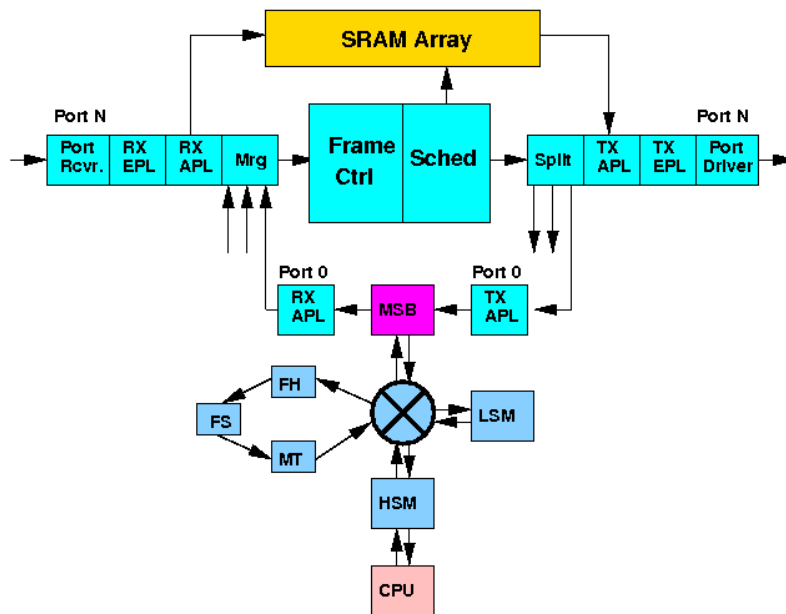 SRAM Array
Port N
Port N
Port
Rcvr.
RX
EPL
RX
APL
Mrg
Frame
Ctrl
Sched
Split
TX
APL
TX
EPL
Port
Driver
Port 0
Port 0
RX
APL
MSB
TX
APL
FH
FS
MT
LSM
HSM
CPU